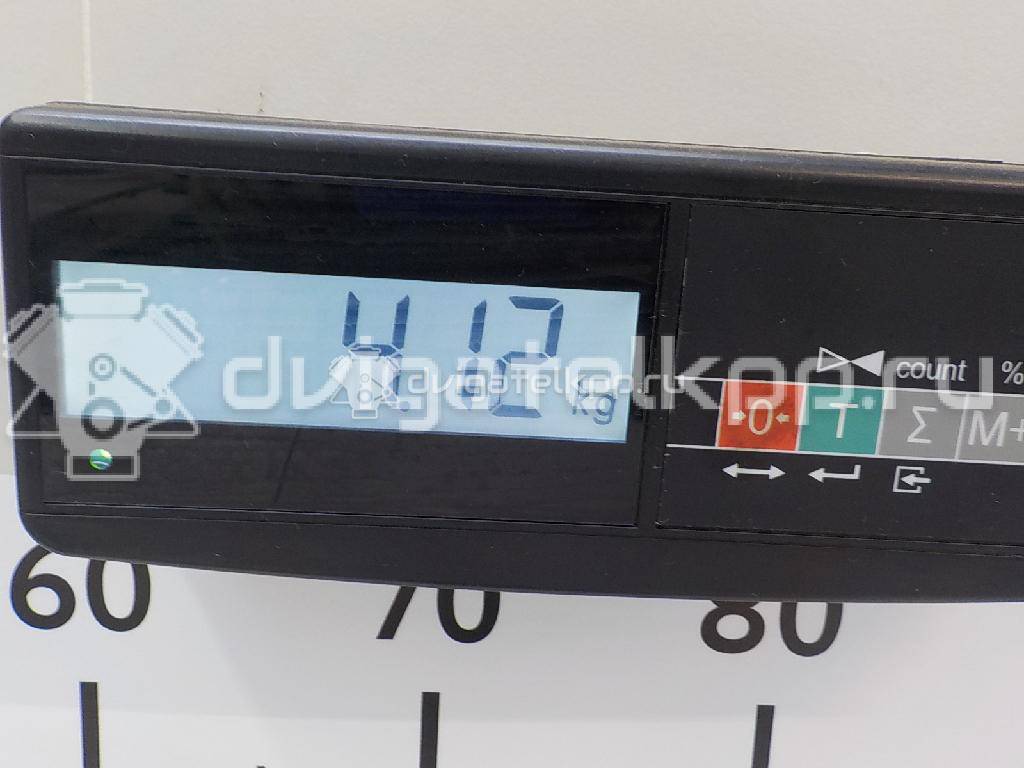 4.12 kg
dvigatelkon.ru
dvigatelkon.ru
count %
→0← T Σ M+
60 70 80